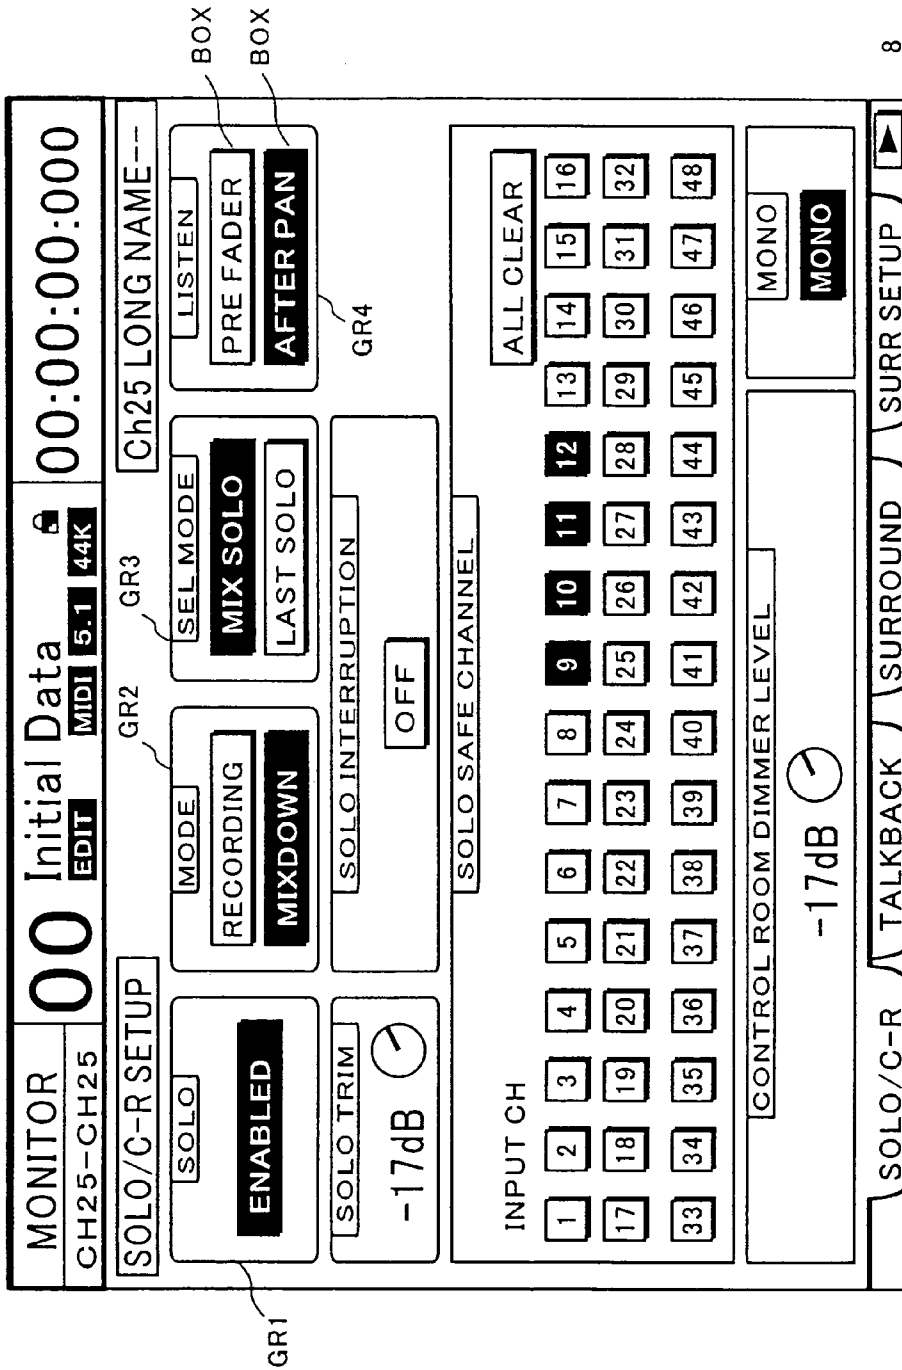 MONITOR
CH25-CH25
00 Initial Data
EDIT MIDI 5.1 44K
00:00:00:000
SOLO/C-R SETUP
Ch25 LONG NAME--
SOLO
ENABLED
GR1
MODE
RECORDING
MIXDOWN
GR2
SEL MODE
MIX SOLO
LAST SOLO
GR3
LISTEN
PRE FADER
AFTER PAN
BOX
BOX
GR4
SOLO TRIM
-17dB
SOLO INTERRUPTION
OFF
SOLO SAFE CHANNEL
INPUT CH
ALL CLEAR
1 2 3 4 5 6 7 8 9 10 11 12 13 14 15 16
17 18 19 20 21 22 23 24 25 26 27 28 29 30 31 32
33 34 35 36 37 38 39 40 41 42 43 44 45 46 47 48
CONTROL ROOM DIMMER LEVEL
-17dB
MONO
MONO
SOLO/C-R TALKBACK SURROUND SURR SETUP
8